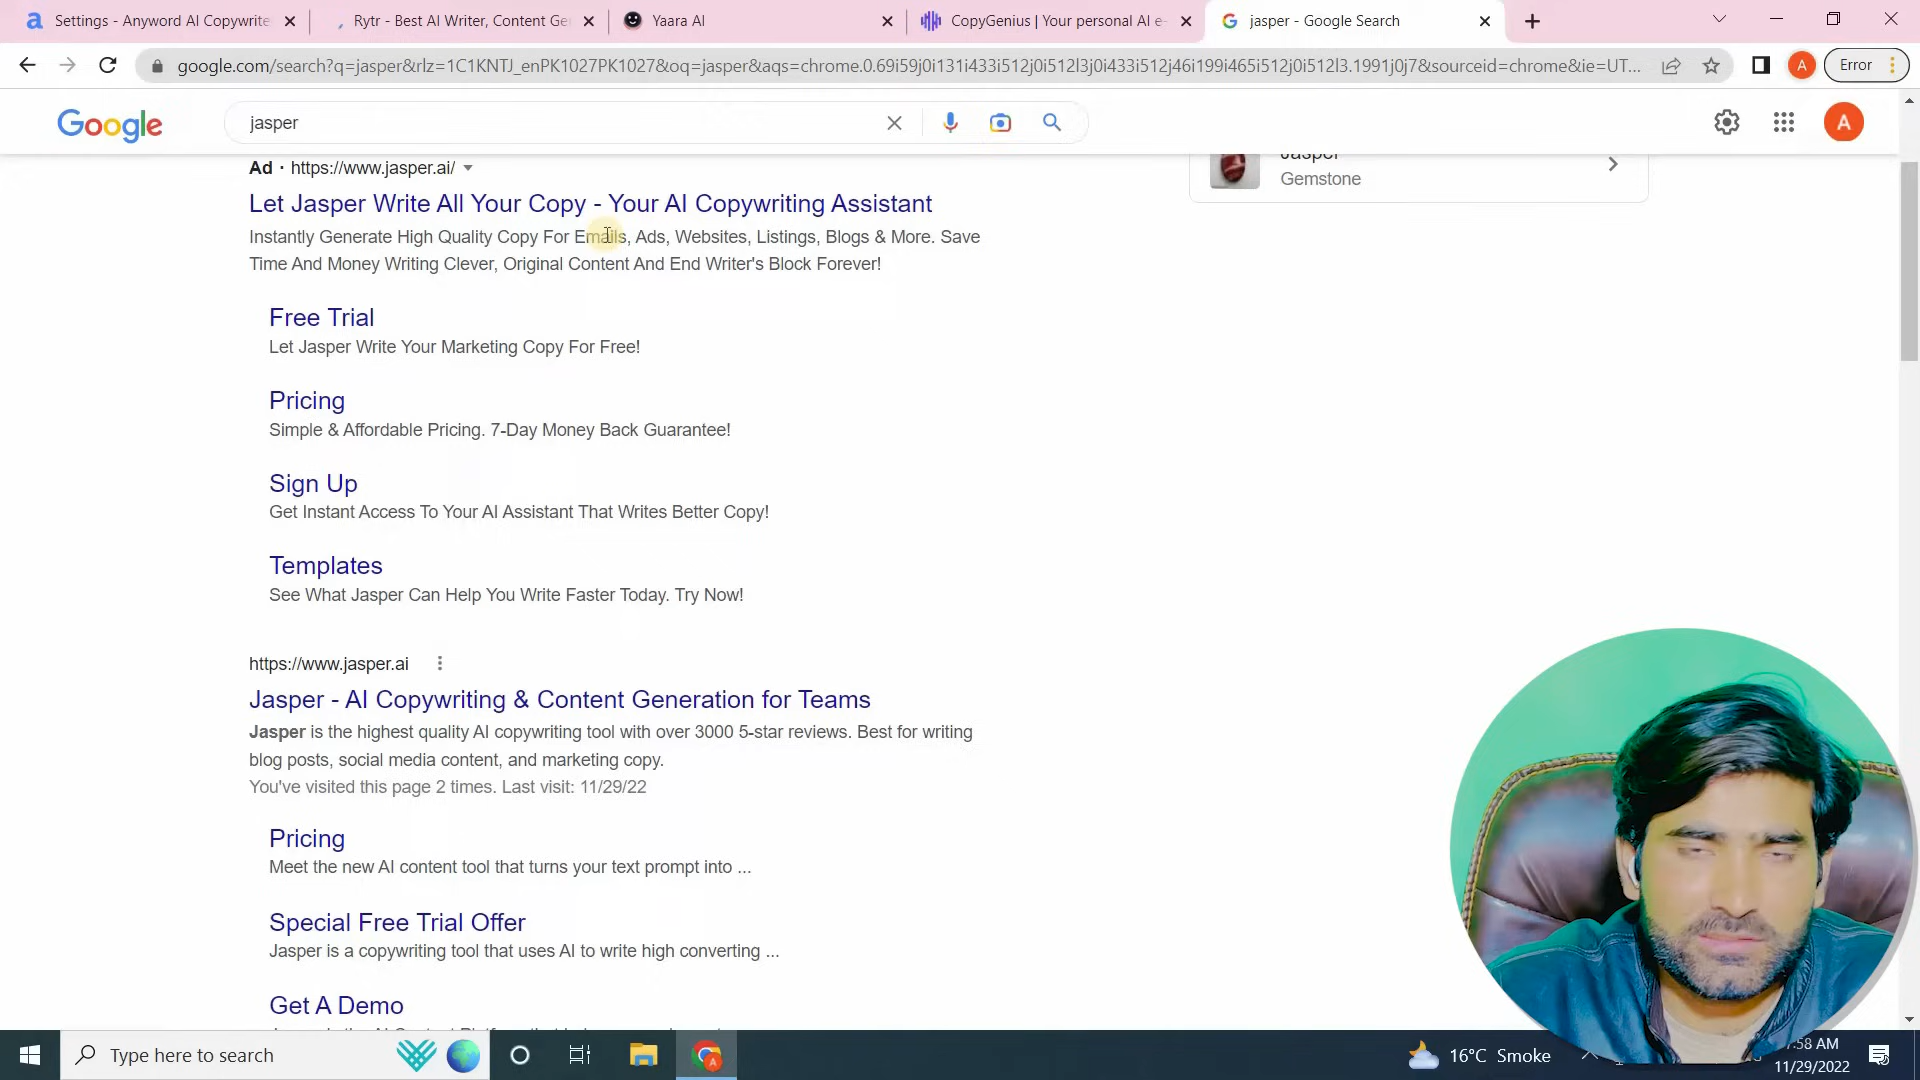 Settings - Anyword AI Copywrite
Rytr - Best AI Writer, Content Ge
Yaara AI
CopyGenius | Your personal AI e-
jasper - Google Search
google.com/search?q=jasper&rlz=1C1KNTJ_enPK1027PK1027&oq=jasper&aqs=chrome.0.69i59j0i131i433i512j0i512l3j0i433i512j46i199i465i512j0i512l3.1991j0j7&sourceid=chrome&ie=UT...
A
Error
Google
jasper
A
Ad · https://www.jasper.ai/
Jasper
Gemstone
Let Jasper Write All Your Copy - Your AI Copywriting Assistant
Instantly Generate High Quality Copy For Emails, Ads, Websites, Listings, Blogs & More. Save
Time And Money Writing Clever, Original Content And End Writer's Block Forever!
Free Trial
Let Jasper Write Your Marketing Copy For Free!
Pricing
Simple & Affordable Pricing. 7-Day Money Back Guarantee!
Sign Up
Get Instant Access To Your AI Assistant That Writes Better Copy!
Templates
See What Jasper Can Help You Write Faster Today. Try Now!
https://www.jasper.ai
Jasper - AI Copywriting & Content Generation for Teams
Jasper is the highest quality AI copywriting tool with over 3000 5-star reviews. Best for writing
blog posts, social media content, and marketing copy.
You've visited this page 2 times. Last visit: 11/29/22
Pricing
Meet the new AI content tool that turns your text prompt into ...
Special Free Trial Offer
Jasper is a copywriting tool that uses AI to write high converting ...
Get A Demo
Type here to search
A
16°C Smoke
:58 AM
11/29/2022